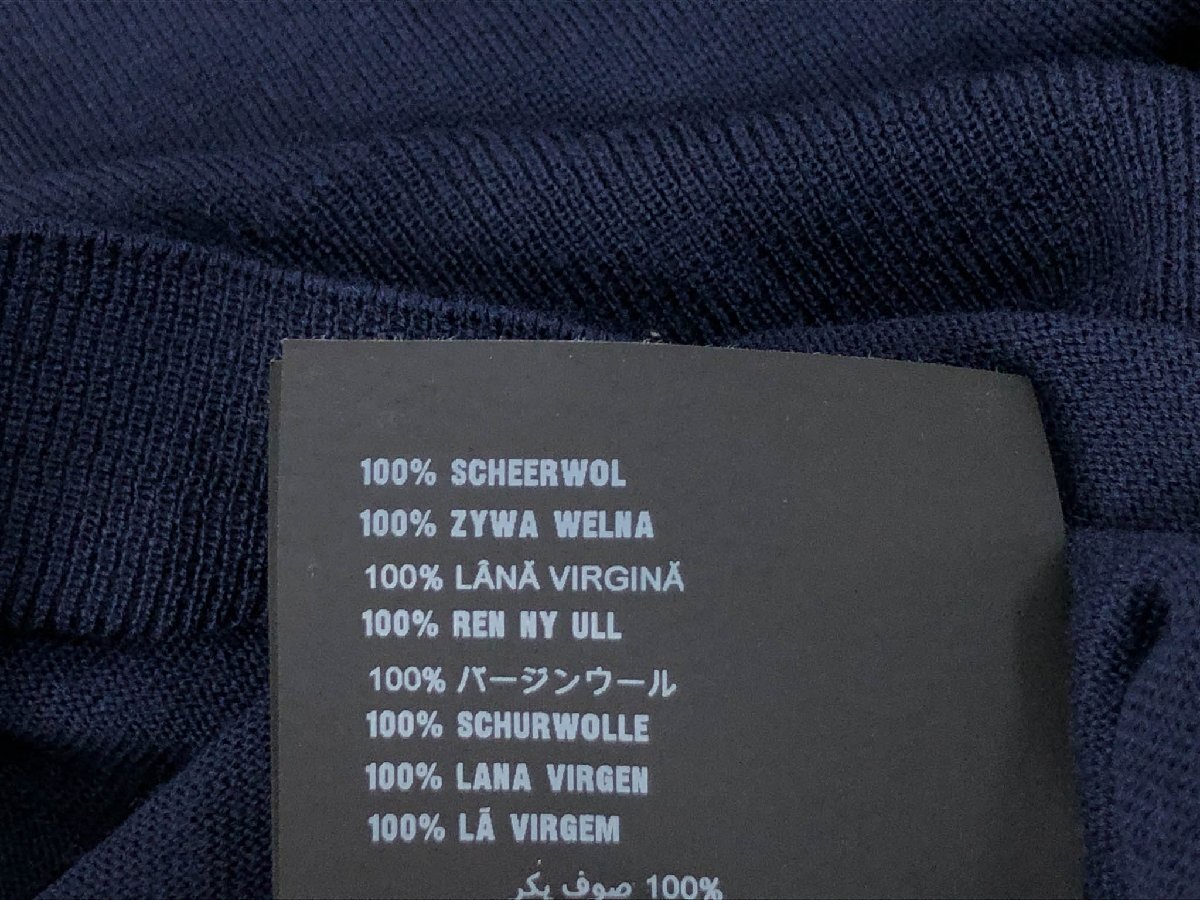 100% SCHEERWOL
100% ZYWA WELNA
100% LÂNĂ VIRGINĂ
100% REN NY ULL
100% バージンウール
100% SCHURWOLLE
100% LANA VIRGEN
100% LÃ VIRGEM
100% صوف بكر